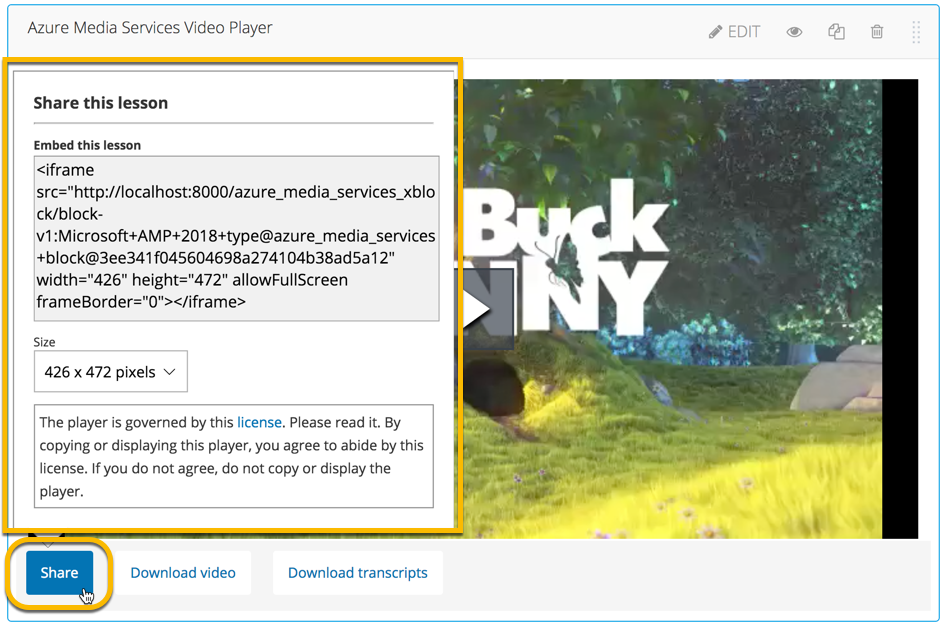 Azure Media Services Video Player
EDIT
Share this lesson
Embed this lesson
<iframe
src="http://localhost:8000/azure_media_services_xblo
ck/block-
v1:Microsoft+AMP+2018+type@azure_media_services
+block@3ee341f045604698a274104b38ad5a12"
width="426" height="472" allowFullScreen
frameBorder="0"></iframe>
Size
426 x 472 pixels
The player is governed by this license. Please read it. By
copying or displaying this player, you agree to abide by this
license. If you do not agree, do not copy or display the
player.
Buck
NNY
Share
Download video
Download transcripts